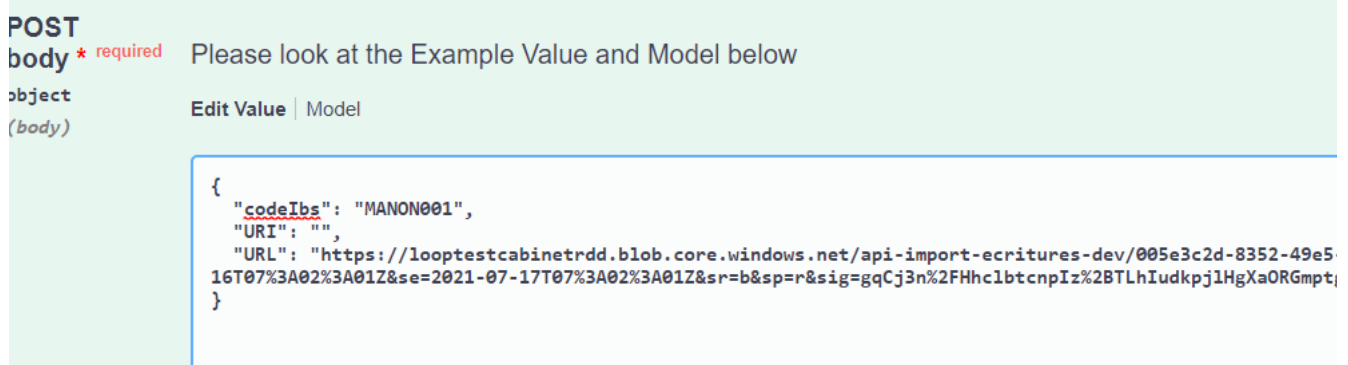 POST
body * required
object
(body)
Please look at the Example Value and Model below
Edit Value | Model
{
"codeIbs": "MANON001",
"URI": "",
"URL": "https://looptestcabinetrdd.blob.core.windows.net/api-import-ecritures-dev/005e3c2d-8352-49e5-
16T07%3A02%3A01Z&se=2021-07-17T07%3A02%3A01Z&sr=b&sp=r&sig=gqCj3n%2FHhclbtcnpIz%2BTLhIudkpjlHgXaORGmptg
}